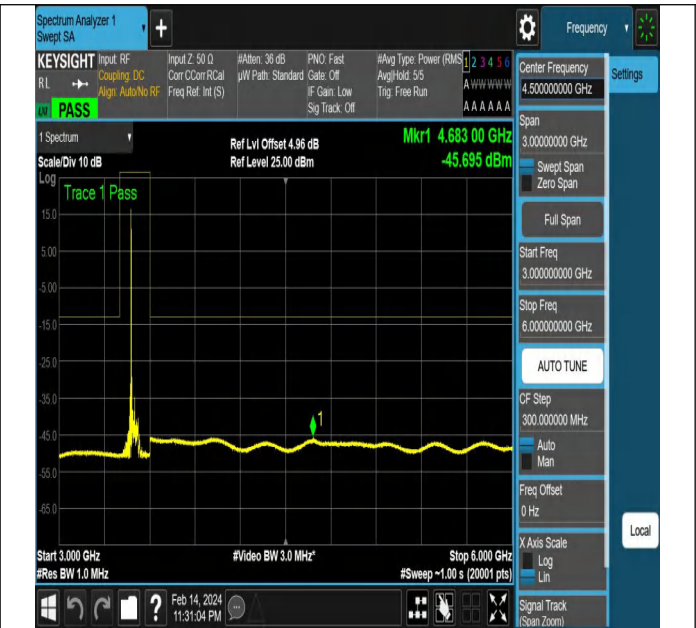 Spectrum Analyzer 1
Swept SA
+
Frequency
KEYSIGHT
RL
LXI
PASS
Input: RF
Coupling: DC
Align: Auto/No RF
Input Z: 50 Ω
Corr CCorr RCal
Freq Ref: Int (S)
#Atten: 36 dB
µW Path: Standard
PNO: Fast
Gate: Off
IF Gain: Low
Sig Track: Off
#Avg Type: Power (RMS
Avg|Hold: 5/5
Trig: Free Run
1 2 3 4 5 6
A W W W W W
A A A A A A
Center Frequency
4.500000000 GHz
Settings
1 Spectrum
Scale/Div 10 dB
Ref Lvl Offset 4.96 dB
Ref Level 25.00 dBm
Mkr1 4.683 00 GHz
-45.695 dBm
Span
3.00000000 GHz
Swept Span
Zero Span
Full Span
Start Freq
3.000000000 GHz
Stop Freq
6.000000000 GHz
AUTO TUNE
CF Step
300.000000 MHz
Auto
Man
Freq Offset
0 Hz
X Axis Scale
Log
Lin
Signal Track
(Span Zoom)
Local
Log
Trace 1 Pass
15.0
5.00
-5.00
-15.0
-25.0
-35.0
-45.0
-55.0
-65.0
1
Start 3.000 GHz
#Res BW 1.0 MHz
#Video BW 3.0 MHz*
Stop 6.000 GHz
#Sweep ~1.00 s (20001 pts)
?
Feb 14, 2024
11:31:04 PM